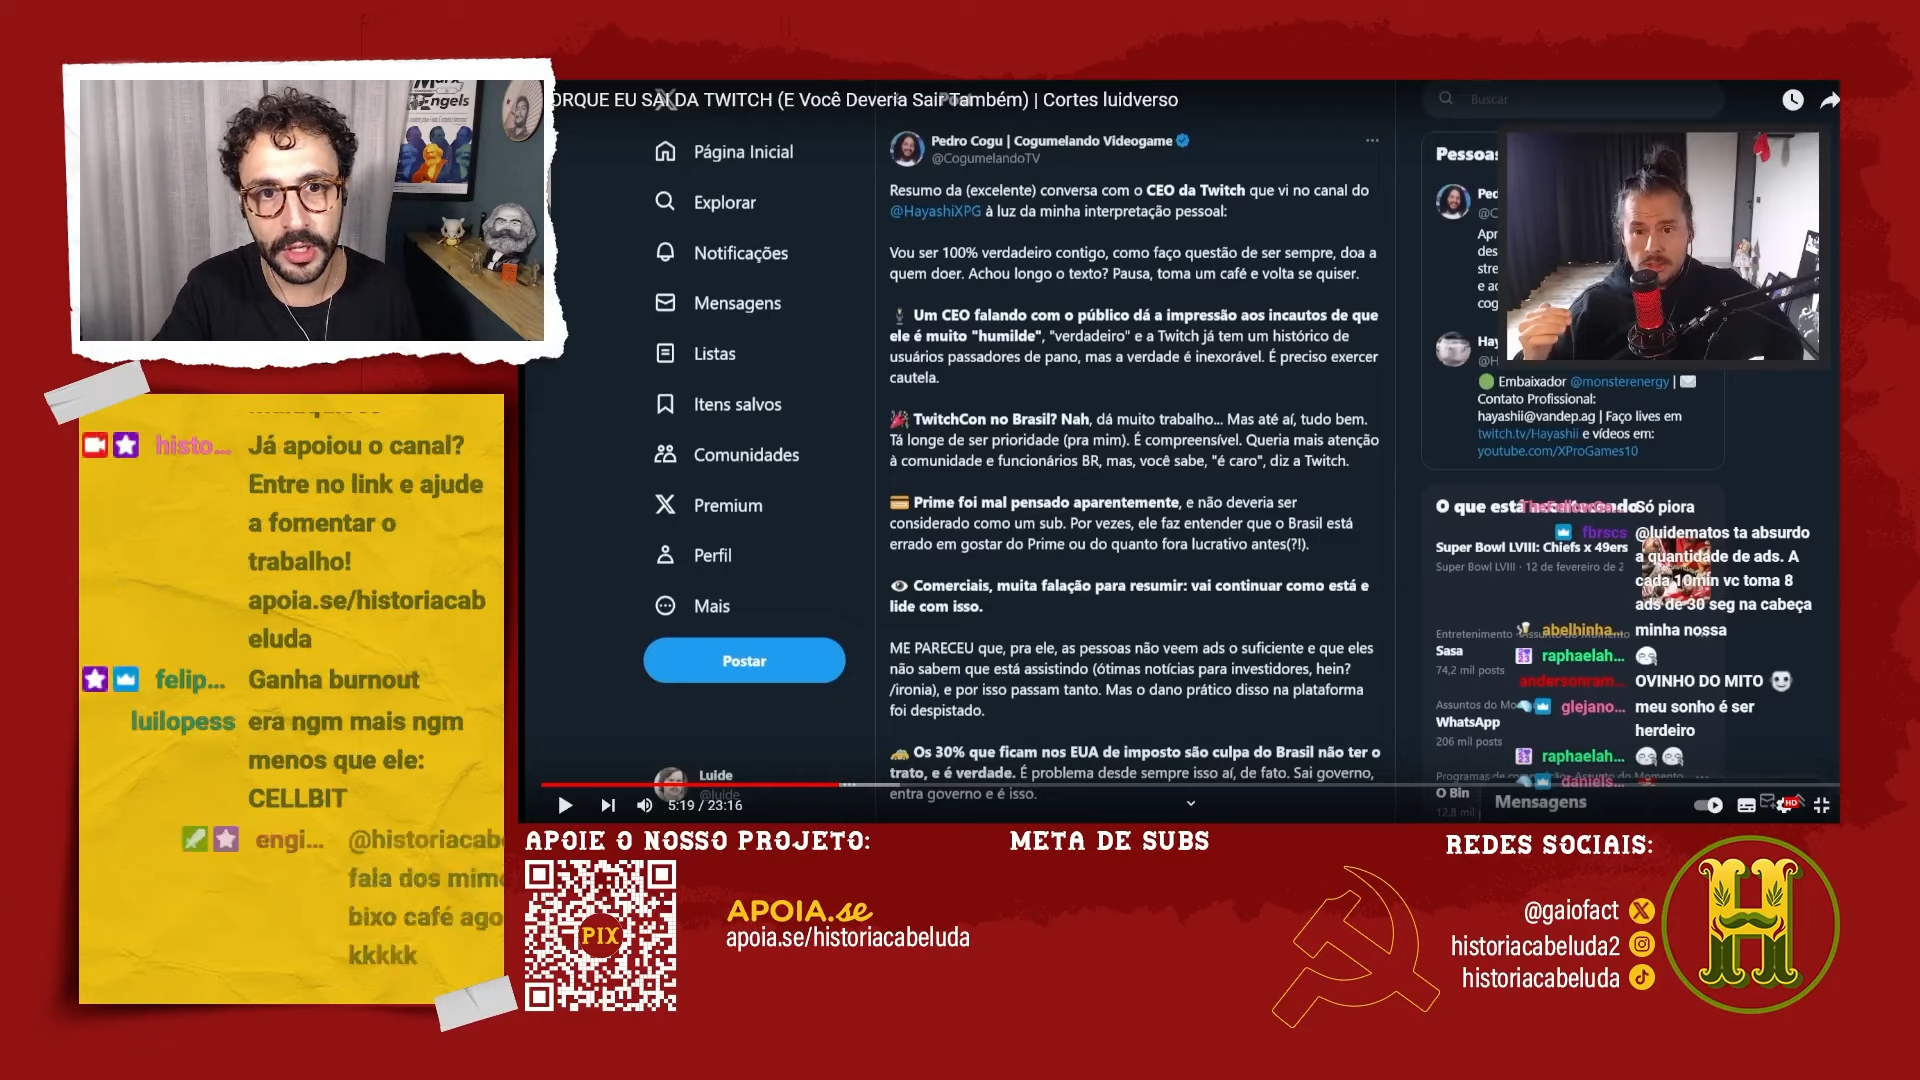 Marx
Engels
histo...
Já apoiou o canal?
Entre no link e ajude
a fomentar o
trabalho!
apoia.se/historiacab
eluda
felip...
Ganha burnout
luilopess
era ngm mais ngm
menos que ele:
CELLBIT
engi...
@historiacab
fala dos mim
bixo café ago
kkkkk
ORQUE EU SAÍ DA TWITCH (E Você Deveria Sair Também) | Cortes luidverso
Página Inicial
Explorar
Notificações
Mensagens
Listas
Itens salvos
Comunidades
Premium
Perfil
Mais
Postar
Luide
@luide
Post
Pedro Cogu | Cogumelando Videogame
@CogumelandoTV
Resumo da (excelente) conversa com o CEO da Twitch que vi no canal do
@HayashiXPG à luz da minha interpretação pessoal:
Vou ser 100% verdadeiro contigo, como faço questão de ser sempre, doa a
quem doer. Achou longo o texto? Pausa, toma um café e volta se quiser.
Um CEO falando com o público dá a impressão aos incautos de que
ele é muito "humilde", "verdadeiro" e a Twitch já tem um histórico de
usuários passadores de pano, mas a verdade é inexorável. É preciso exercer
cautela.
🎉 TwitchCon no Brasil? Nah, dá muito trabalho... Mas até aí, tudo bem.
Tá longe de ser prioridade (pra mim). É compreensível. Queria mais atenção
à comunidade e funcionários BR, mas, você sabe, "é caro", diz a Twitch.
💳 Prime foi mal pensado aparentemente, e não deveria ser
considerado como um sub. Por vezes, ele faz entender que o Brasil está
errado em gostar do Prime ou do quanto fora lucrativo antes(?!).
👁 Comerciais, muita falação para resumir: vai continuar como está e
lide com isso.
ME PARECEU que, pra ele, as pessoas não veem ads o suficiente e que eles
não sabem que está assistindo (ótimas notícias para investidores, hein?
/ironia), e por isso passam tanto. Mas o dano prático disso na plataforma
foi despistado.
🚕 Os 30% que ficam nos EUA de imposto são culpa do Brasil não ter o
trato, e é verdade. É problema desde sempre isso aí, de fato. Sai governo,
entra governo e é isso.
5:19 / 23:16
Buscar
Pessoas
Ped
@C
Apr
des
stre
e ac
cog
Hay
@H
Embaixador @monsterenergy |
Contato Profissional:
hayashii@vandep.ag | Faço lives em
twitch.tv/Hayashii e vídeos em:
youtube.com/XProGames10
O que está acontecendo
Super Bowl LVIII: Chiefs x 49ers
Super Bowl LVIII · 12 de fevereiro de 2
Entretenimento · Assunto do Momento
Sasa
74,2 mil posts
Assuntos do Mo
WhatsApp
206 mil posts
O Bin
12,8 mil
Mensagens
Só piora
fbrscs
@luidematos ta absurdo
a quantidade de ads. A
cada 10min vc toma 8
ads de 30 seg na cabeça
abelhinha...
minha nossa
raphaelah...
andersonram...
OVINHO DO MITO
glejano...
meu sonho é ser
herdeiro
raphaelah...
daniels...
HD
APOIE O NOSSO PROJETO:
PIX
APOIA.se
apoia.se/historiacabeluda
META DE SUBS
REDES SOCIAIS:
@gaiofact
historiacabeluda2
historiacabeluda
H